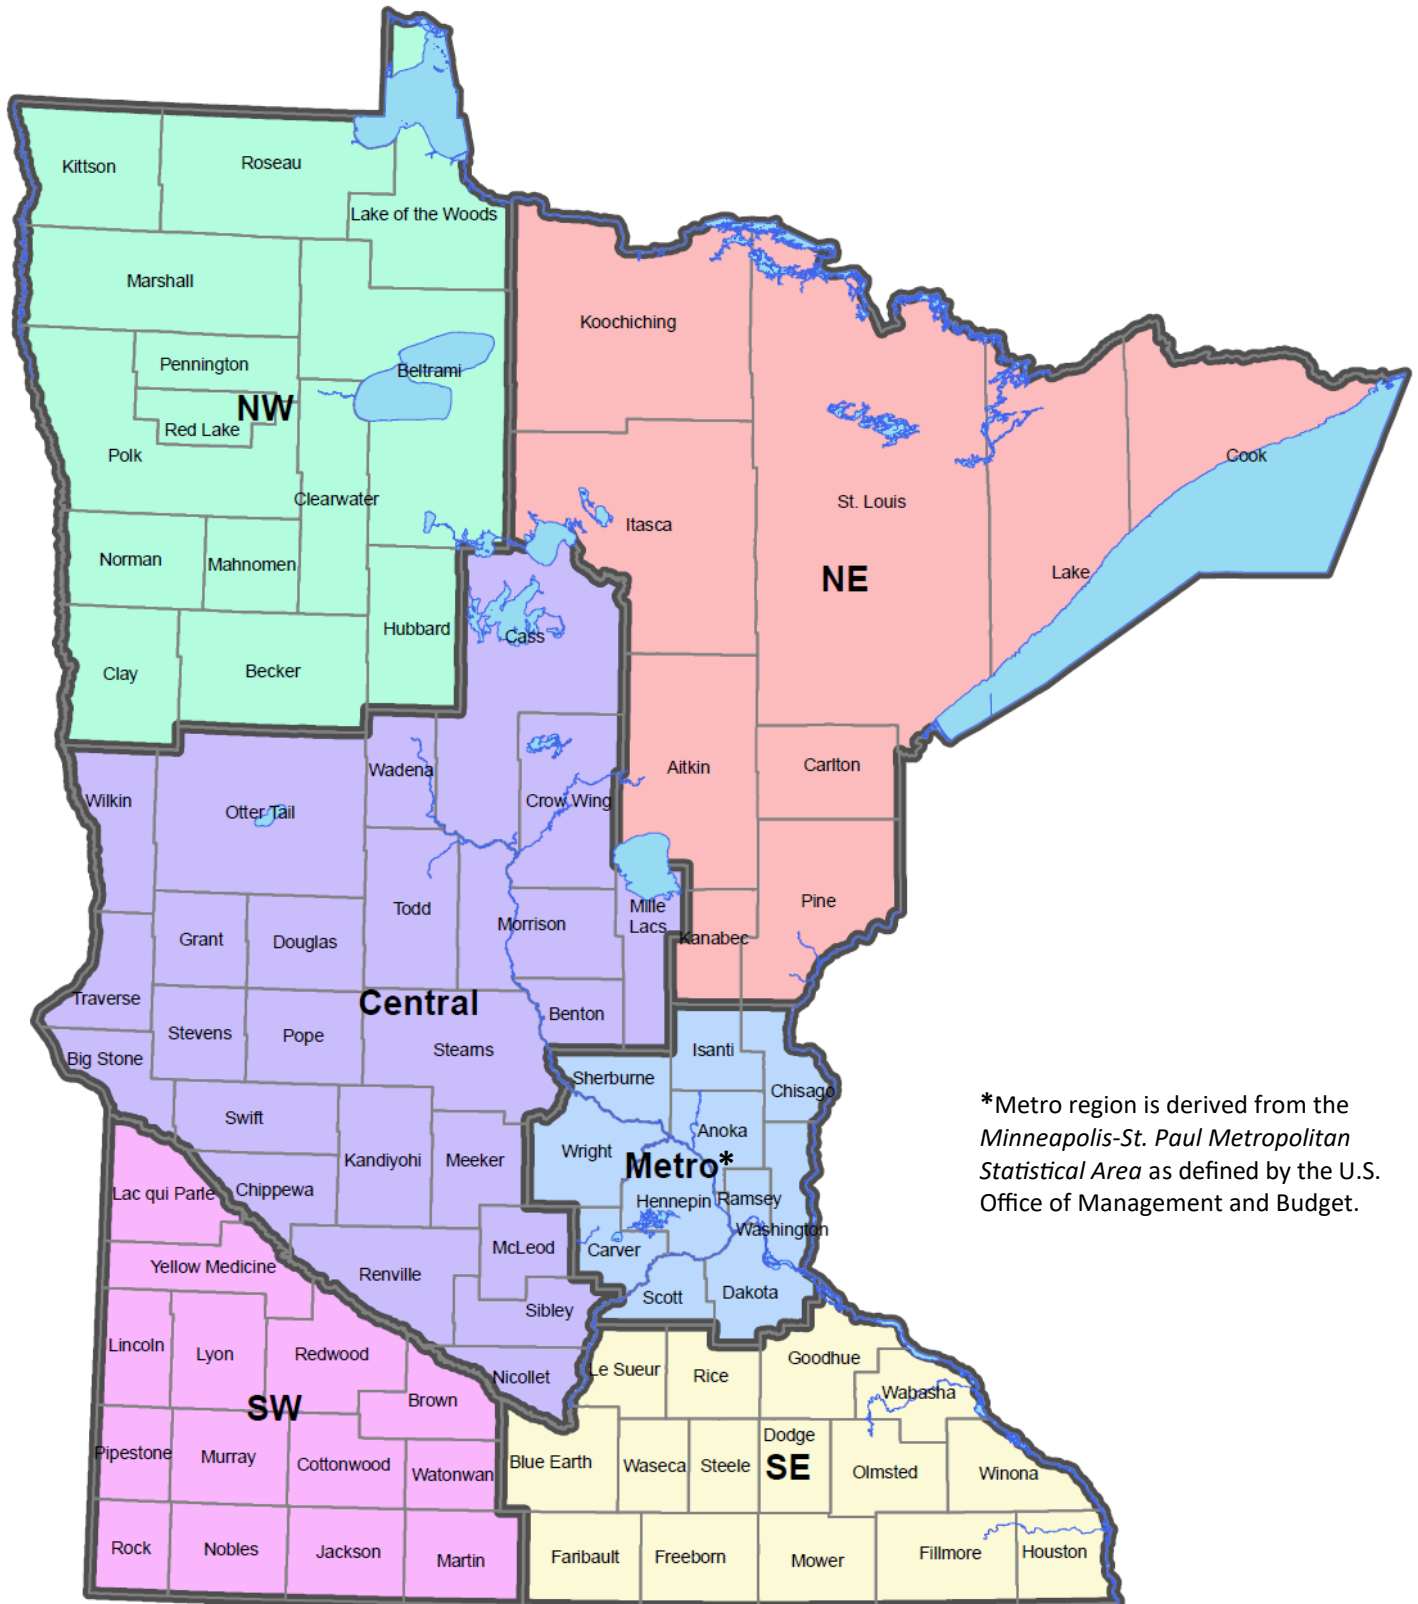 Kittson
Roseau
Lake of the Woods
Marshall
Koochiching
Pennington
Beltrami
NW
Red Lake
Polk
Cook
Clearwater
St. Louis
Itasca
Norman
Mahnomen
Lake
NE
Hubbard
Cass
Clay
Becker
Wadena
Aitkin
Carlton
Wilkin
Otter Tail
Crow Wing
Todd
Morrison
Mille
Lacs
Pine
Grant
Douglas
Kanabec
Traverse
Central
Stevens
Pope
Benton
Big Stone
Stearns
Isanti
Sherburne
Chisago
Swift
Anoka
*Metro region is derived from the
Minneapolis-St. Paul Metropolitan
Statistical Area as defined by the U.S.
Office of Management and Budget.
Kandiyohi
Meeker
Wright
Metro*
Lac qui Parle
Chippewa
Hennepin
Ramsey
Washington
McLeod
Carver
Yellow Medicine
Renville
Scott
Dakota
Sibley
Lincoln
Lyon
Redwood
Nicollet
Le Sueur
Rice
Goodhue
Wabasha
Brown
SW
Pipestone
Murray
Cottonwood
Watonwan
Blue Earth
Waseca
Steele
Dodge
SE
Olmsted
Winona
Rock
Nobles
Jackson
Martin
Faribault
Freeborn
Mower
Fillmore
Houston